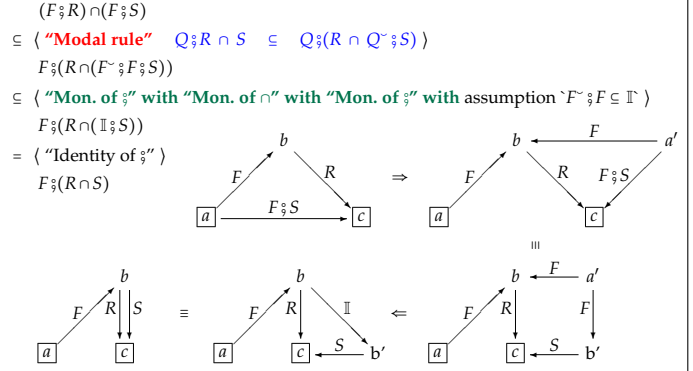 (F⨾R)∩(F⨾S)
⊆ ⟨ “Modal rule” Q⨾R ∩ S ⊆ Q⨾(R ∩ Q˘⨾S) ⟩
F⨾(R∩(F˘⨾F⨾S))
⊆ ⟨ “Mon. of ⨾” with “Mon. of ∩” with “Mon. of ⨾” with assumption `F˘⨾F ⊆ 𝕀` ⟩
F⨾(R∩(𝕀⨾S))
= ⟨ “Identity of ⨾” ⟩
F⨾(R∩S)
b
F R
a F⨾S c
⇒
b F a′
F R F⨾S
a c
≡
b
F R S
a c
≡
b
F R 𝕀
a c S b′
⇐
b F a′
F R F
a c S b′